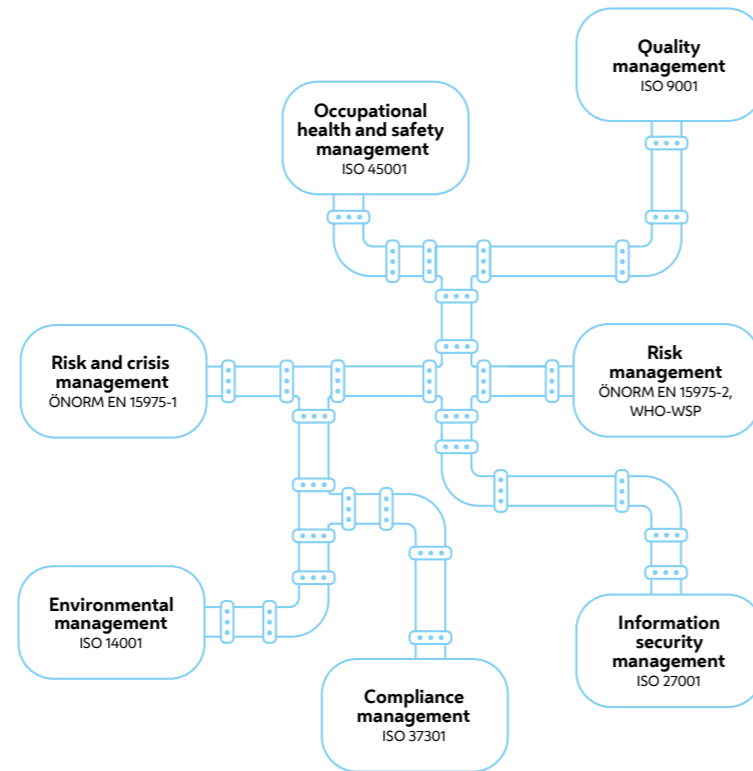 Quality
management
ISO 9001
Occupational
health and safety
management
ISO 45001
Risk and crisis
management
ÖNORM EN 15975-1
Risk
management
ÖNORM EN 15975-2,
WHO-WSP
Environmental
management
ISO 14001
Information
security
management
ISO 27001
Compliance
management
ISO 37301